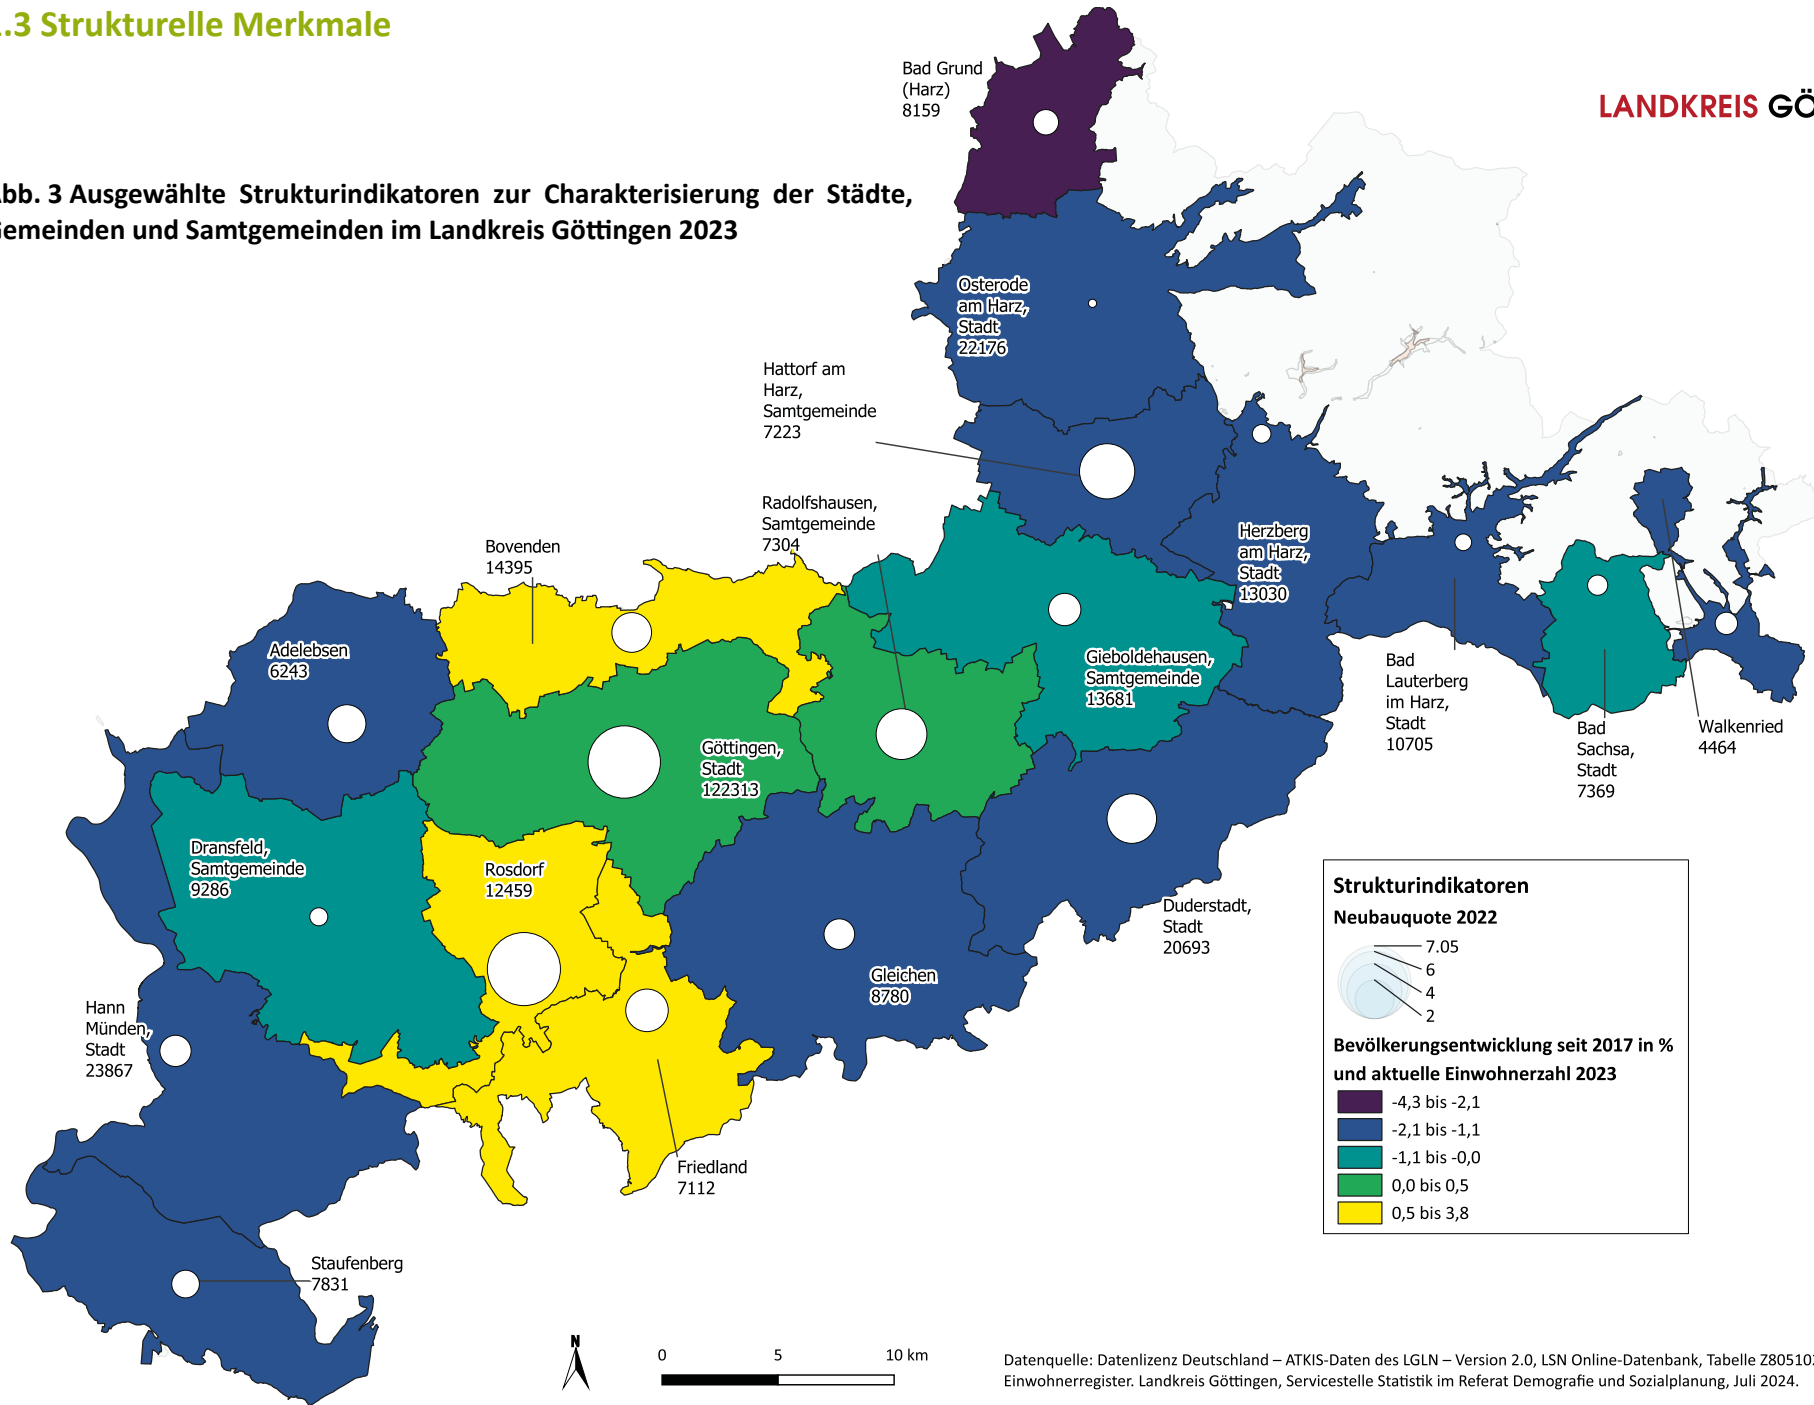 .3 Strukturelle Merkmale
LANDKREIS GÖ
bb. 3 Ausgewählte Strukturindikatoren zur Charakterisierung der Städte,
emeinden und Samtgemeinden im Landkreis Göttingen 2023
Bad Grund
(Harz)
8159
Osterode
am Harz,
Stadt
22176
Hattorf am
Harz,
Samtgemeinde
7223
Radolfshausen,
Samtgemeinde
7304
Bovenden
14395
Herzberg
am Harz,
Stadt
13030
Adelebsen
6243
Gieboldehausen,
Samtgemeinde
13681
Bad
Lauterberg
im Harz,
Stadt
10705
Bad
Sachsa,
Stadt
7369
Walkenried
4464
Göttingen,
Stadt
122313
Dransfeld,
Samtgemeinde
9286
Rosdorf
12459
Duderstadt,
Stadt
20693
Gleichen
8780
Hann
Münden,
Stadt
23867
Friedland
7112
Staufenberg
7831
Strukturindikatoren
Neubauquote 2022
7.05
6
4
2
Bevölkerungsentwicklung seit 2017 in %
und aktuelle Einwohnerzahl 2023
-4,3 bis -2,1
-2,1 bis -1,1
-1,1 bis -0,0
0,0 bis 0,5
0,5 bis 3,8
N
0 5 10 km
Datenquelle: Datenlizenz Deutschland – ATKIS-Daten des LGLN – Version 2.0, LSN Online-Datenbank, Tabelle Z805102
Einwohnerregister. Landkreis Göttingen, Servicestelle Statistik im Referat Demografie und Sozialplanung, Juli 2024.